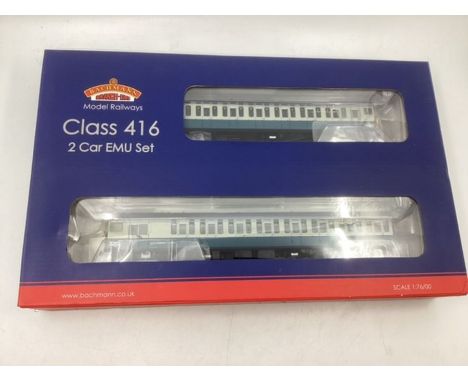 BACHMANN
BRANCH-LINE
Model Railways
Class 416
2 Car EMU Set
www.bachmann.co.uk
SCALE 1:76/00